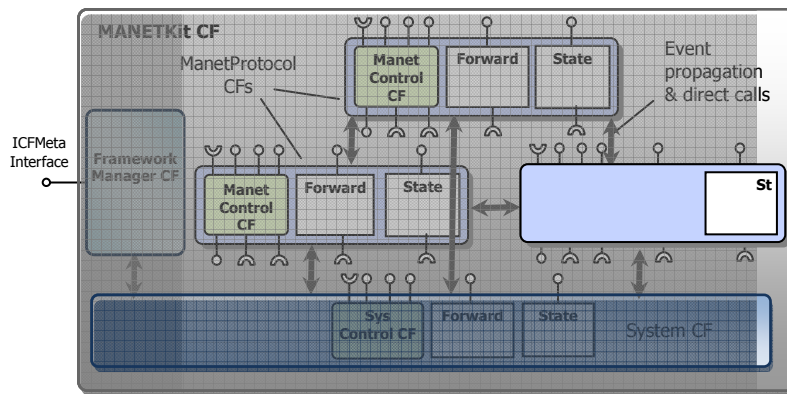 MANETKit CF
ManetProtocol
CFs
Manet
Control
CF
Forward
State
Event
propagation
& direct calls
ICFMeta
Interface
Framework
Manager CF
Manet
Control
CF
Forward
State
St
Sys
Control CF
Forward
State
System CF